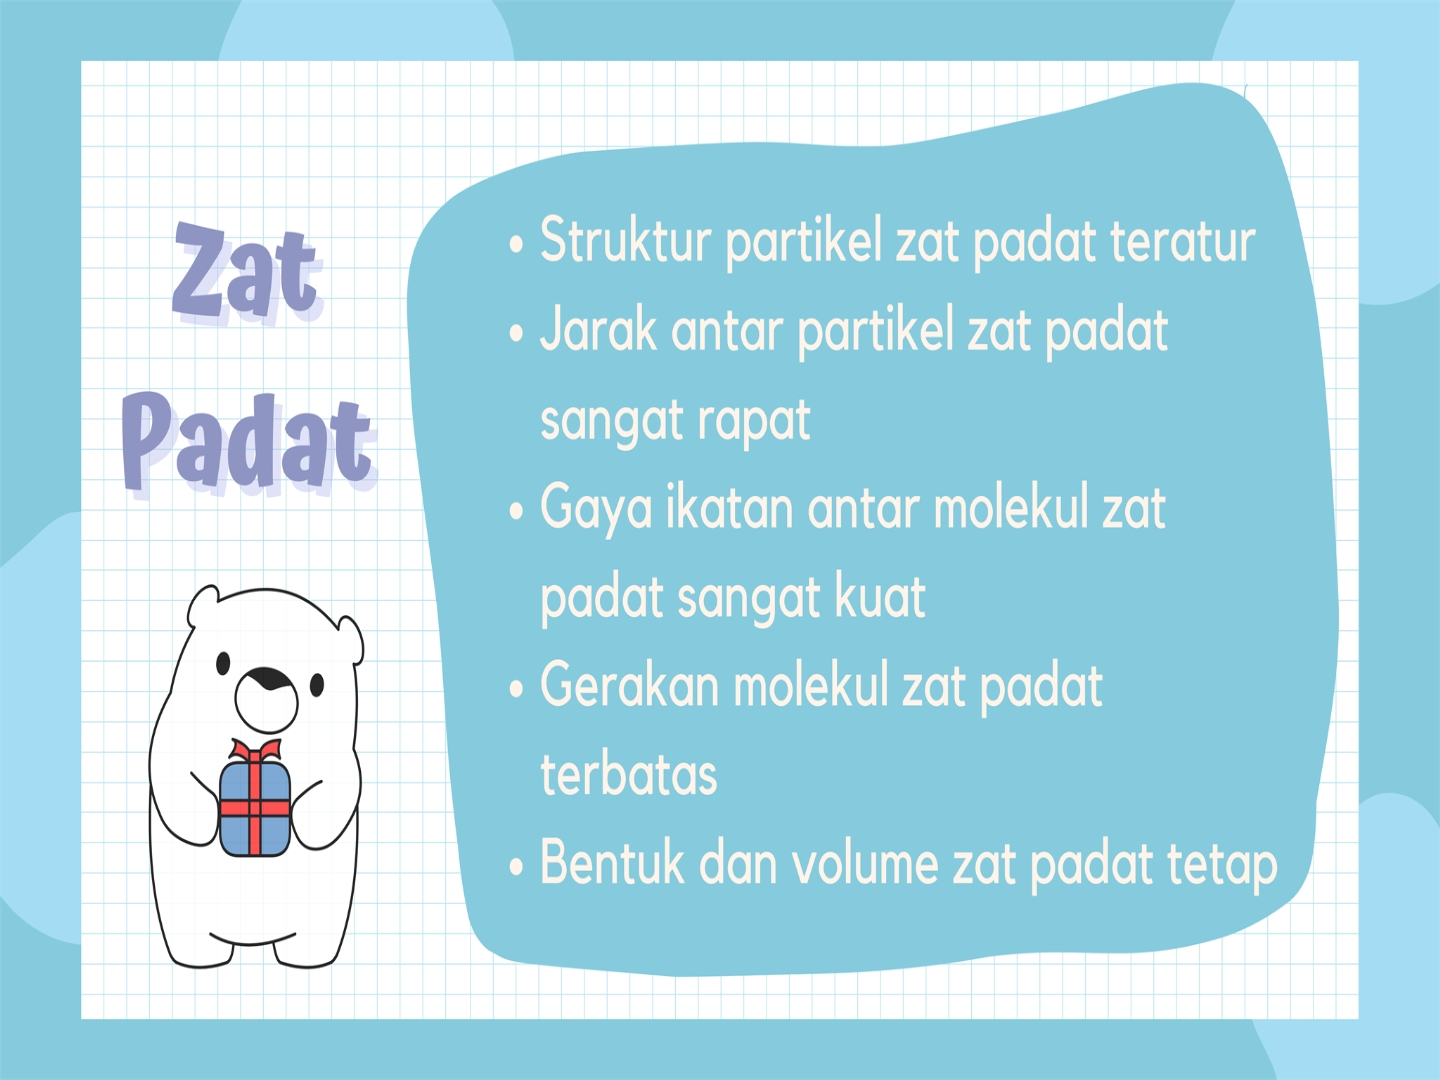 Zat
Padat
• Struktur partikel zat padat teratur
• Jarak antar partikel zat padat
sangat rapat
• Gaya ikatan antar molekul zat
padat sangat kuat
• Gerakan molekul zat padat
terbatas
• Bentuk dan volume zat padat tetap